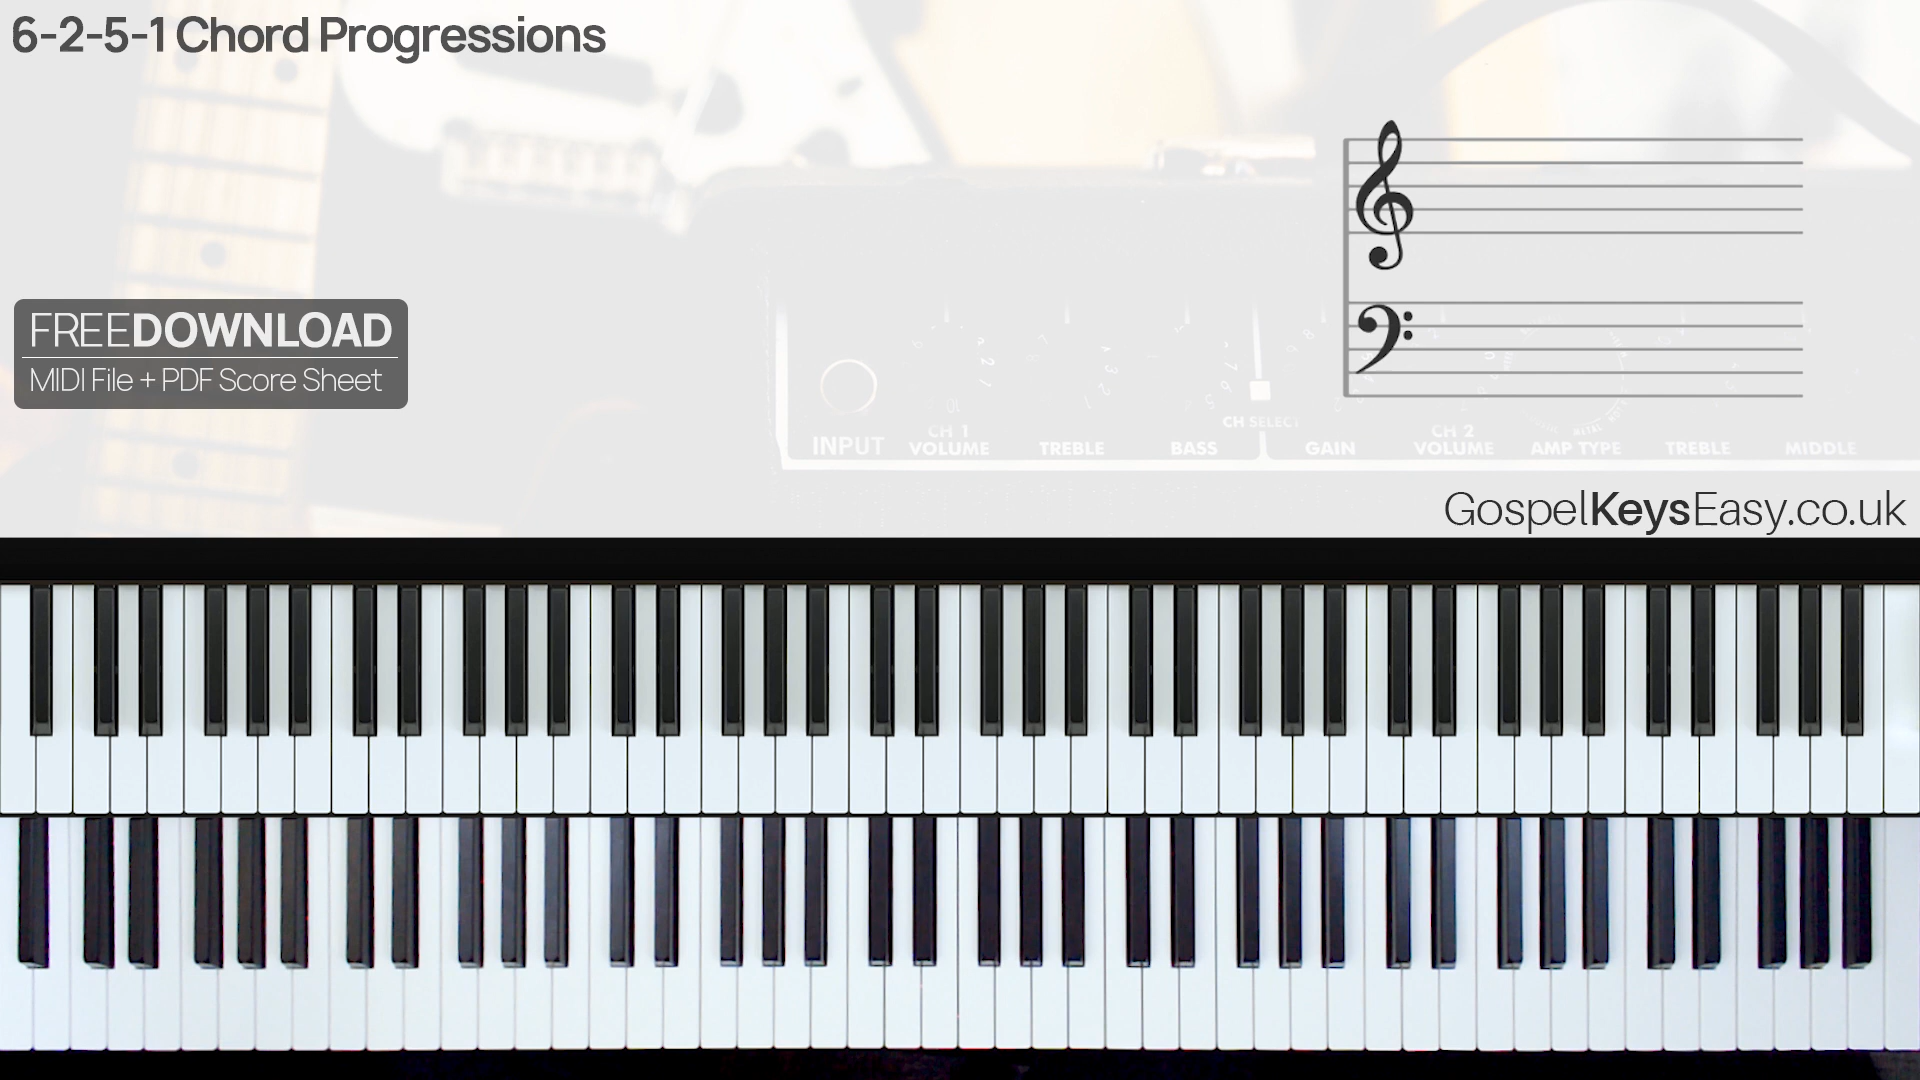 6-2-5-1 Chord Progressions
FREEDOWNLOAD
MIDI File + PDF Score Sheet
INPUT
CH 1
VOLUME
TREBLE
BASS
CH SELECT
GAIN
CH 2
VOLUME
AMP TYPE
TREBLE
MIDDLE
GospelKeysEasy.co.uk